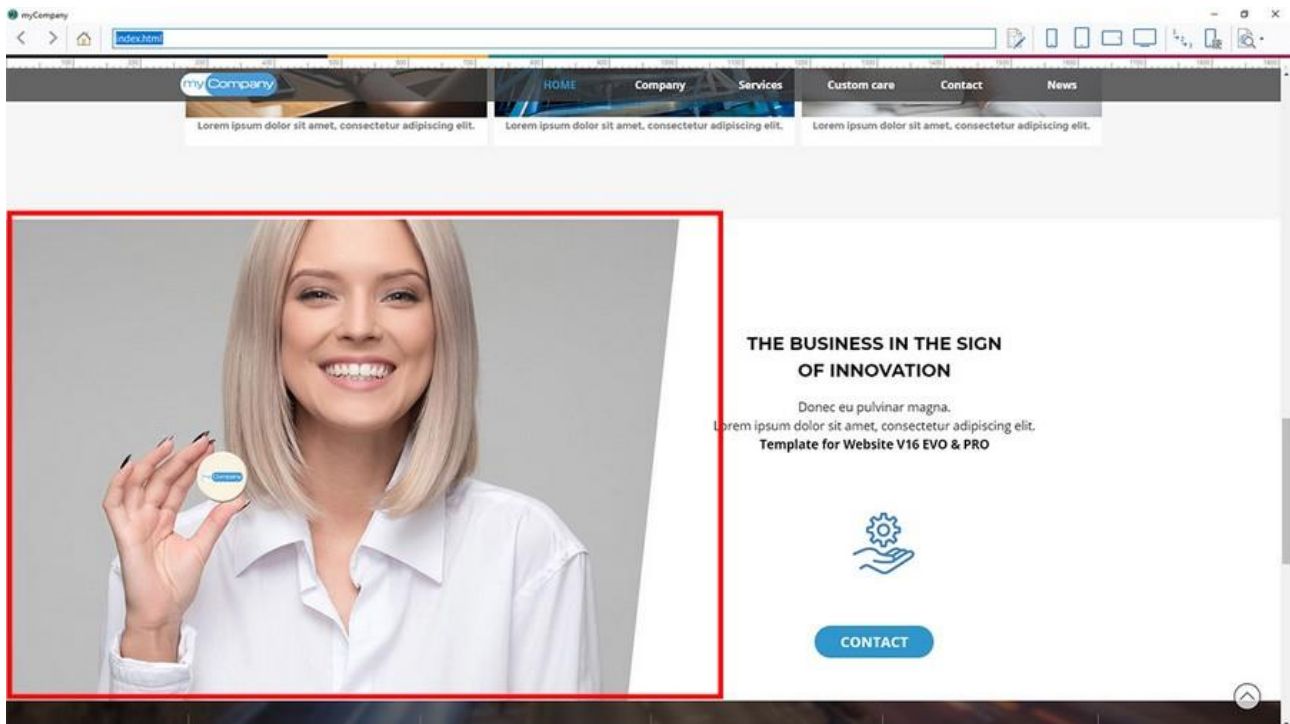 myCompany
index.html
myCompany
HOME Company Services Custom care Contact News
Lorem ipsum dolor sit amet, consectetur adipiscing elit. Lorem ipsum dolor sit amet, consectetur adipiscing elit. Lorem ipsum dolor sit amet, consectetur adipiscing elit.
THE BUSINESS IN THE SIGN
OF INNOVATION
Donec eu pulvinar magna.
Lorem ipsum dolor sit amet, consectetur adipiscing elit.
Template for Website V16 EVO & PRO
myCompany
CONTACT